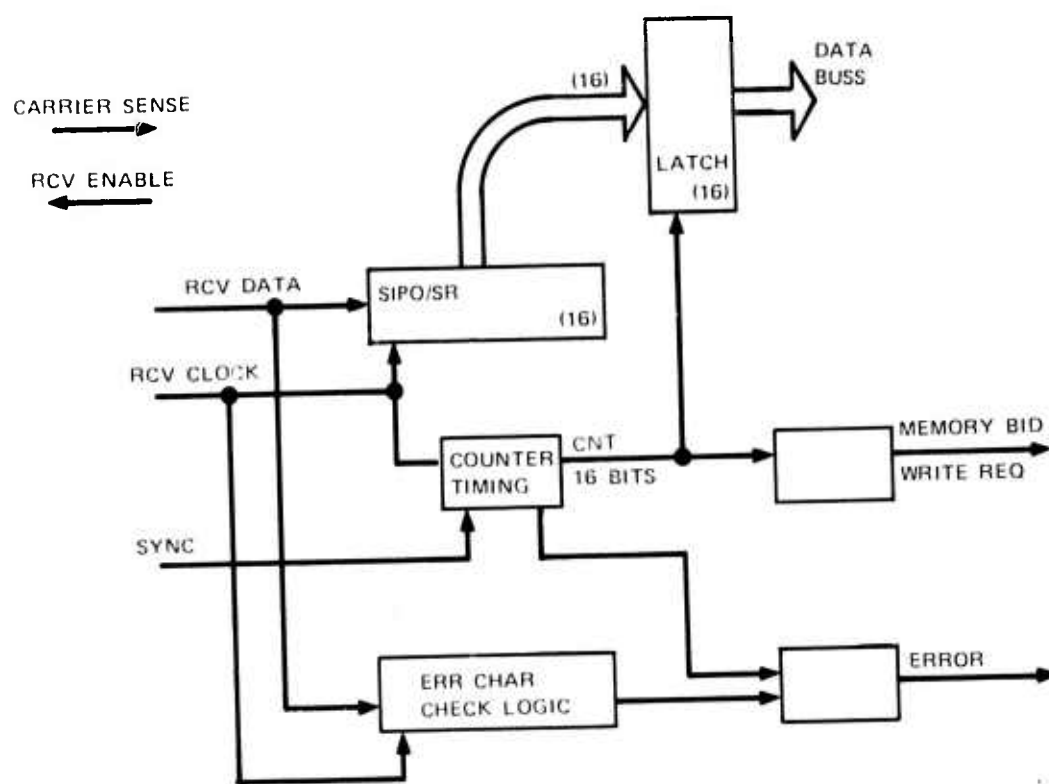 DATA
BUSS
(16)
CARRIER SENSE
LATCH
(16)
RCV ENABLE
RCV DATA
SIPO/SR
(16)
RCV CLOCK
COUNTER
TIMING
CNT
16 BITS
MEMORY BID
WRITE REQ
SYNC
ERR CHAR
CHECK LOGIC
ERROR